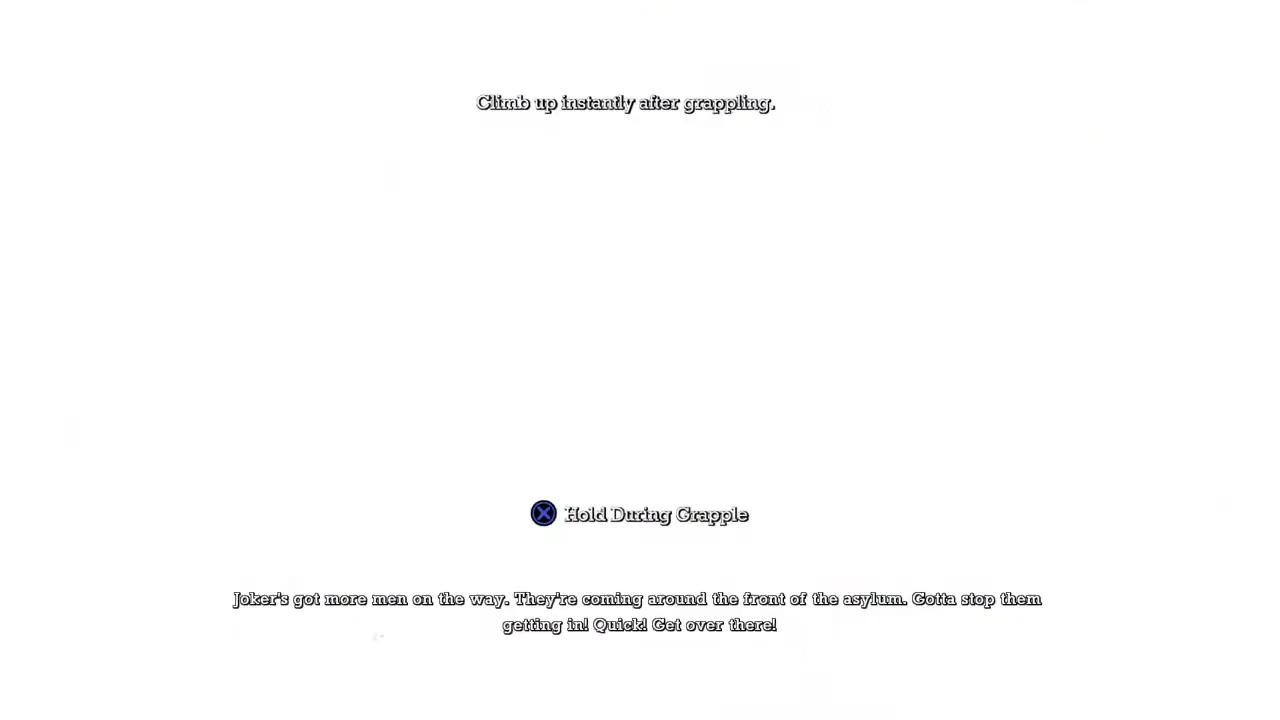 Climb up instantly after grappling.
Hold During Grapple
Joker's got more men on the way. They're coming around the front of the asylum. Gotta stop them
getting in! Quick! Get over there!